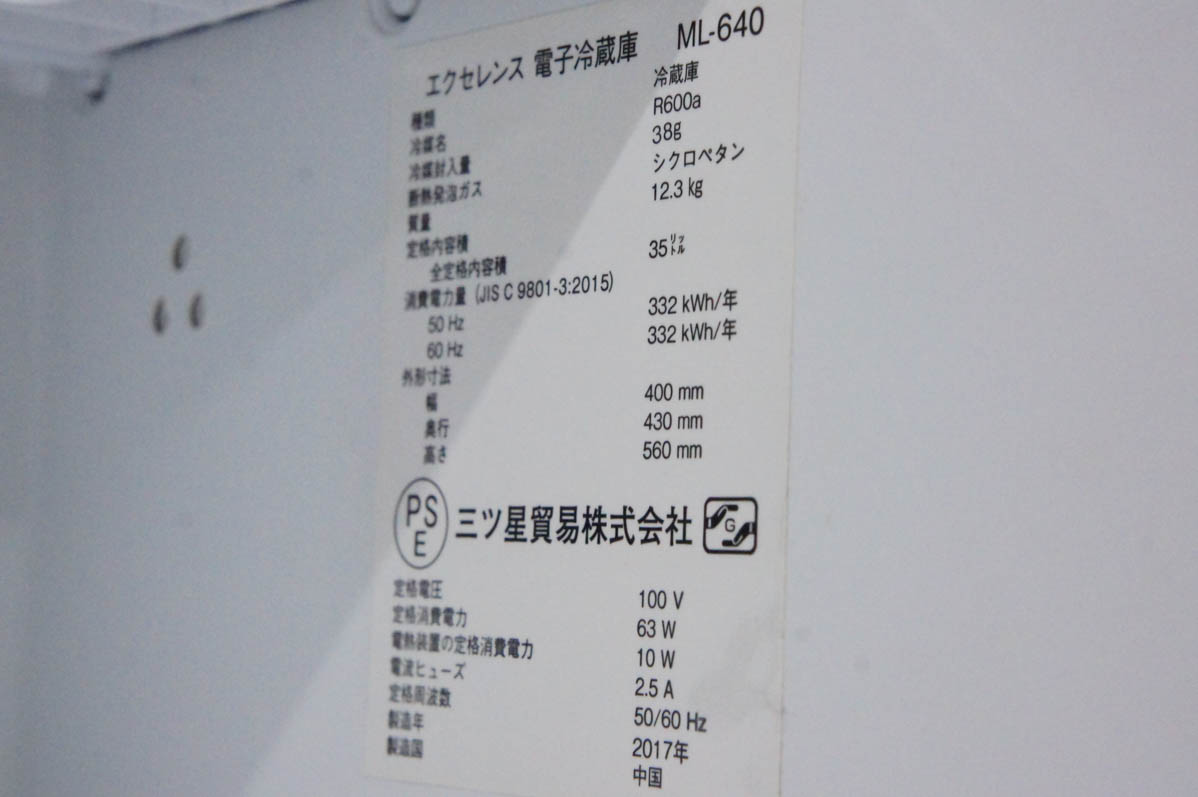 エクセレンス 電子冷蔵庫 ML-640
種類 冷蔵庫
冷媒名 R600a
冷媒封入量 38g
断熱発泡ガス シクロペタン
質量 12.3 kg
定格内容積
全定格内容積 35リットル
消費電力量 (JIS C 9801-3:2015)
50 Hz 332 kWh/年
60 Hz 332 kWh/年
外形寸法
幅 400 mm
奥行 430 mm
高さ 560 mm
PSE 三ツ星貿易株式会社 G
定格電圧 100 V
定格消費電力 63 W
電熱装置の定格消費電力 10 W
電流ヒューズ 2.5 A
定格周波数 50/60 Hz
製造年 2017年
製造国 中国